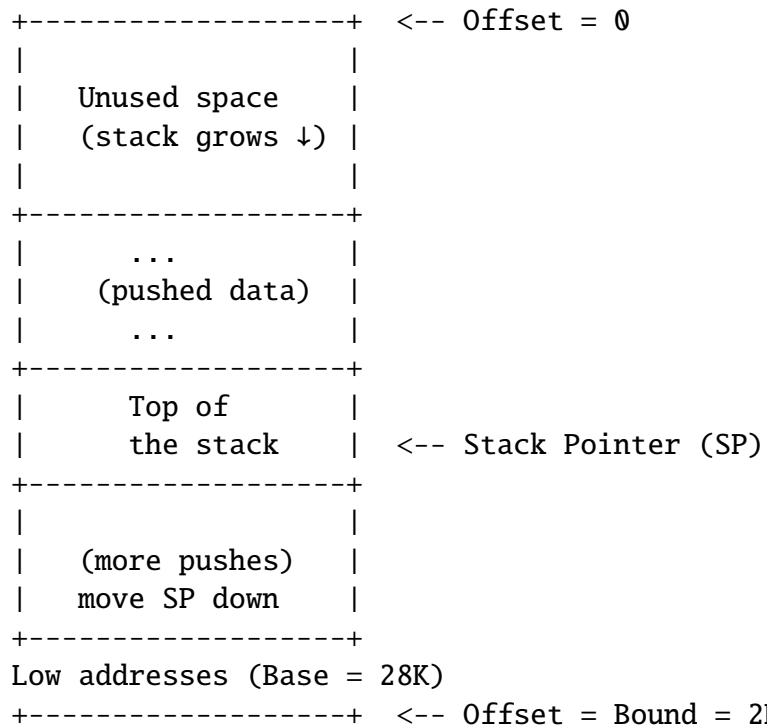 +-------------------+  <-- Offset = 0
|                   |
|   Unused space    |
|   (stack grows ↓) |
|                   |
+-------------------+
|       ...         |
|     (pushed data) |
|       ...         |
+-------------------+
|       Top of      |
|       the stack   |  <-- Stack Pointer (SP)
+-------------------+
|                   |
|   (more pushes)   |
|   move SP down    |
+-------------------+
Low addresses (Base = 28K)
+-------------------+  <-- Offset = Bound =